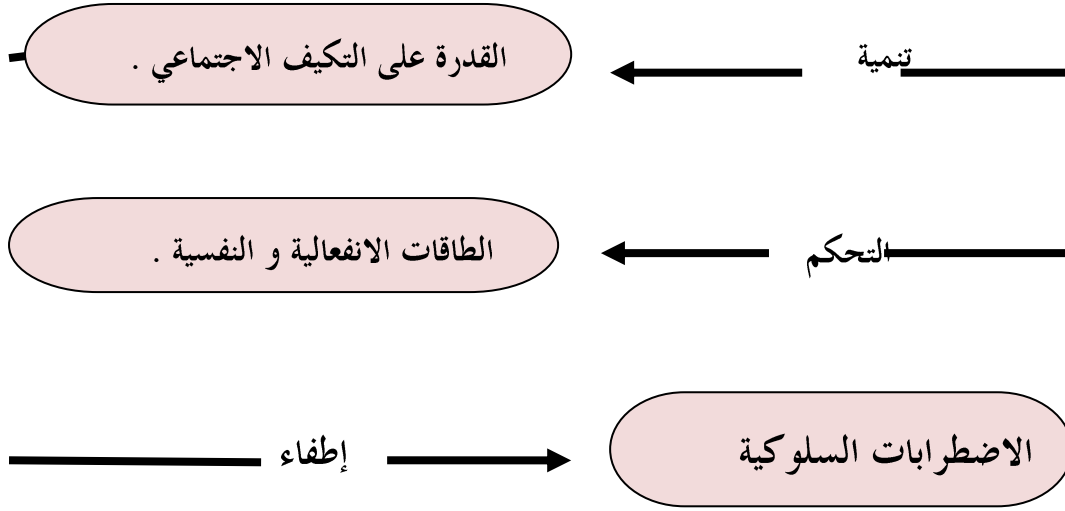 تنمية
القدرة على التكيف الاجتماعي .
التحكم
الطاقات الانفعالية و النفسية .
الاضطرابات السلوكية
إطفاء